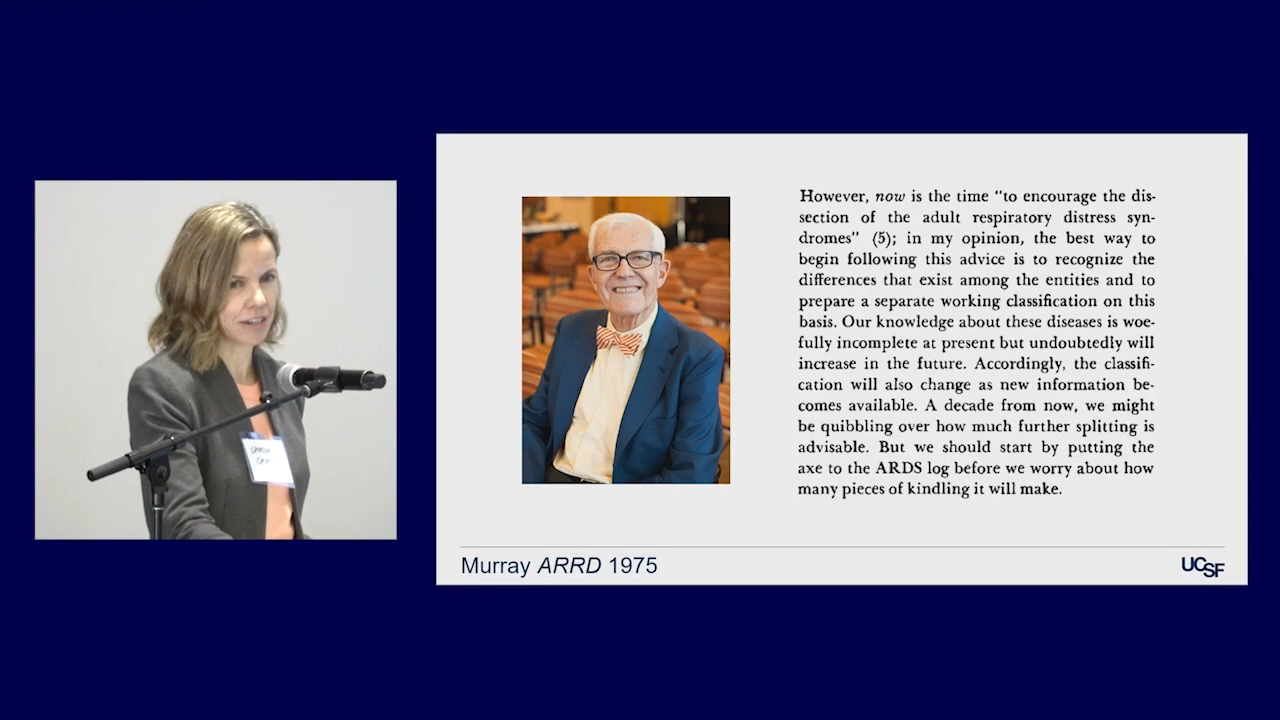 However, now is the time “to encourage the dis-
section of the adult respiratory distress syn-
dromes” (5); in my opinion, the best way to
begin following this advice is to recognize the
differences that exist among the entities and to
prepare a separate working classification on this
basis. Our knowledge about these diseases is woe-
fully incomplete at present but undoubtedly will
increase in the future. Accordingly, the classifi-
cation will also change as new information be-
comes available. A decade from now, we might
be quibbling over how much further splitting is
advisable. But we should start by putting the
axe to the ARDS log before we worry about how
many pieces of kindling it will make.
Murray ARRD 1975
UCSF